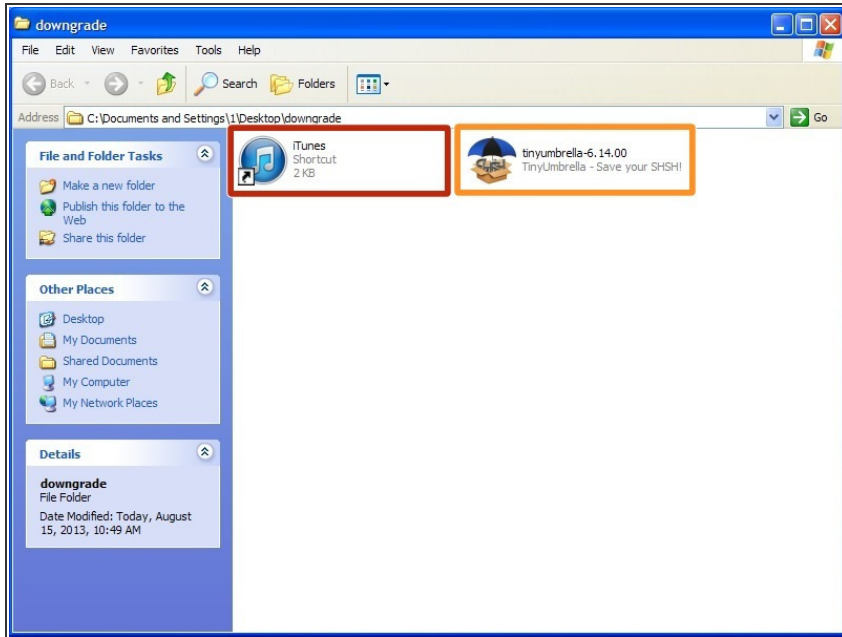 downgrade
File Edit View Favorites Tools Help
Back Search Folders
Address C:\Documents and Settings\1\Desktop\downgrade Go
File and Folder Tasks
Make a new folder
Publish this folder to the
Web
Share this folder
Other Places
Desktop
My Documents
Shared Documents
My Computer
My Network Places
Details
downgrade
File Folder
Date Modified: Today, August
15, 2013, 10:49 AM
iTunes
Shortcut
2 KB
SHSH
tinyumbrella-6.14.00
TinyUmbrella - Save your SHSH!